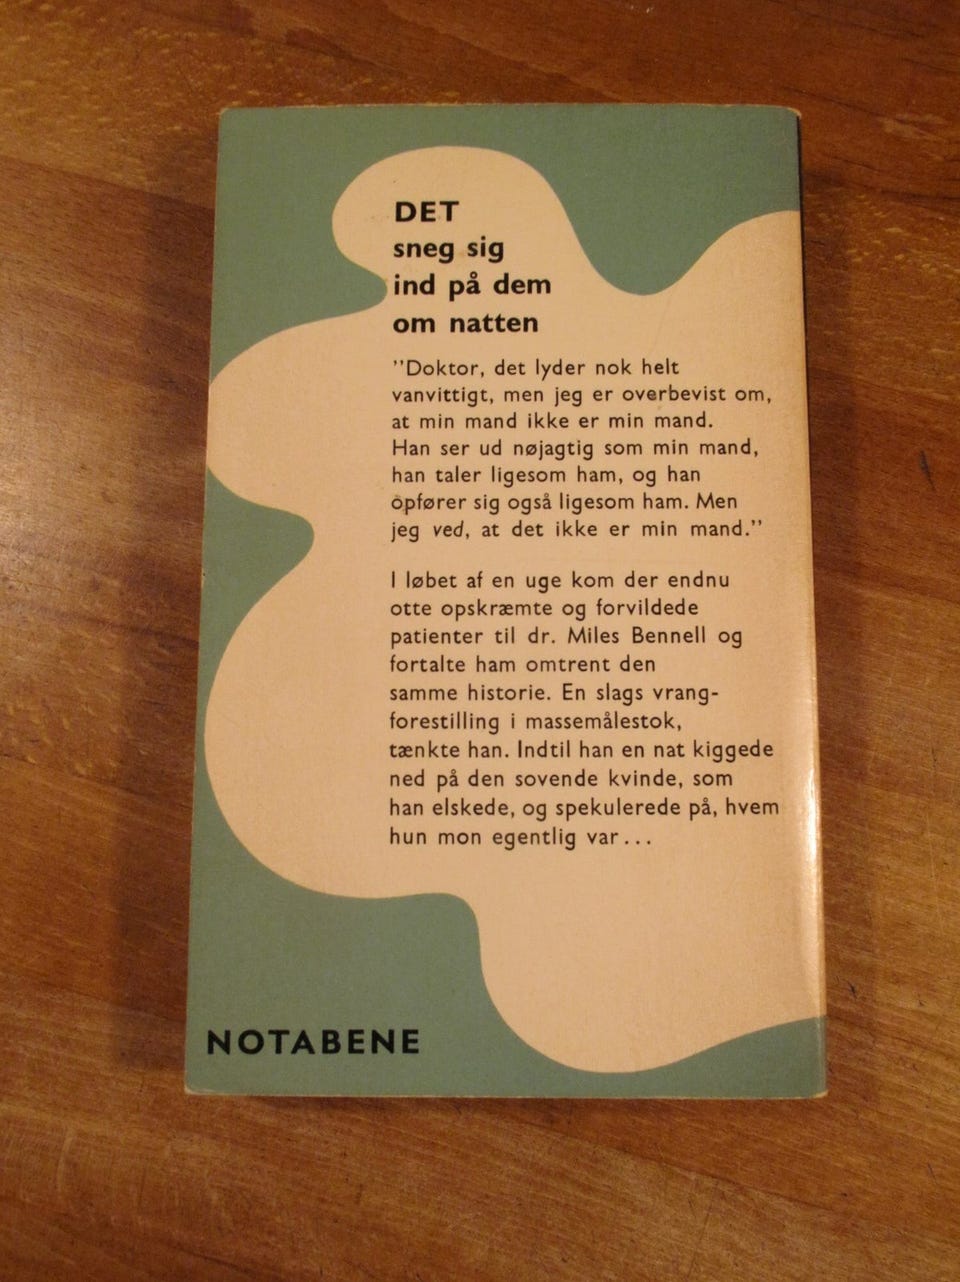 DET
sneg sig
ind på dem
om natten
"Doktor, det lyder nok helt
vanvittigt, men jeg er overbevist om,
at min mand ikke er min mand.
Han ser ud nøjagtig som min mand,
han taler ligesom ham, og han
opfører sig også ligesom ham. Men
jeg ved, at det ikke er min mand."
I løbet af en uge kom der endnu
otte opskræmte og forvildede
patienter til dr. Miles Bennell og
fortalte ham omtrent den
samme historie. En slags vrang-
forestilling i massemålestok,
tænkte han. Indtil han en nat kiggede
ned på den sovende kvinde, som
han elskede, og spekulerede på, hvem
hun mon egentlig var...
NOTABENE